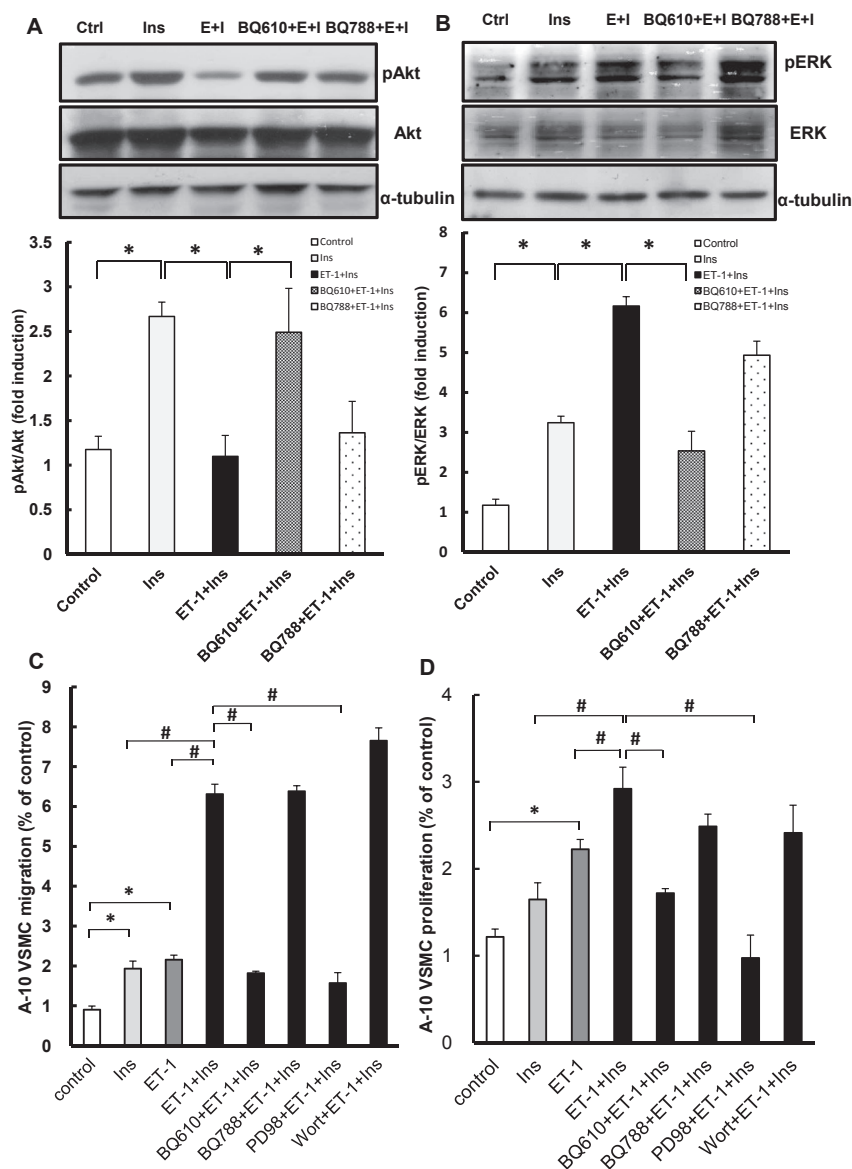 A
Ctrl Ins E+I BQ610+E+I BQ788+E+I
pAkt
Akt
α-tubulin
3.5
3
2.5
2
1.5
1
0.5
0
pAkt/Akt (fold induction)
* * *
Control
Ins
ET-1+Ins
BQ610+ET-1+Ins
BQ788+ET-1+Ins
Control
Ins
ET-1+Ins
BQ610+ET-1+Ins
BQ788+ET-1+Ins
B
Ctrl Ins E+I BQ610+E+I BQ788+E+I
pERK
ERK
α-tubulin
8
7
6
5
4
3
2
1
0
pERK/ERK (fold induction)
* * *
Control
Ins
ET-1+Ins
BQ610+ET-1+Ins
BQ788+ET-1+Ins
Control
Ins
ET-1+Ins
BQ610+ET-1+Ins
BQ788+ET-1+Ins
C
9
8
7
6
5
4
3
2
1
0
A-10 VSMC migration (% of control)
#
# #
#
*
*
control
Ins
ET-1
ET-1+Ins
BQ610+ET-1+Ins
BQ788+ET-1+Ins
PD98+ET-1+Ins
Wort+ET-1+Ins
D
4
3
2
1
0
A-10 VSMC proliferation (% of control)
# #
# #
*
control
Ins
ET-1
ET-1+Ins
BQ610+ET-1+Ins
BQ788+ET-1+Ins
PD98+ET-1+Ins
Wort+ET-1+Ins